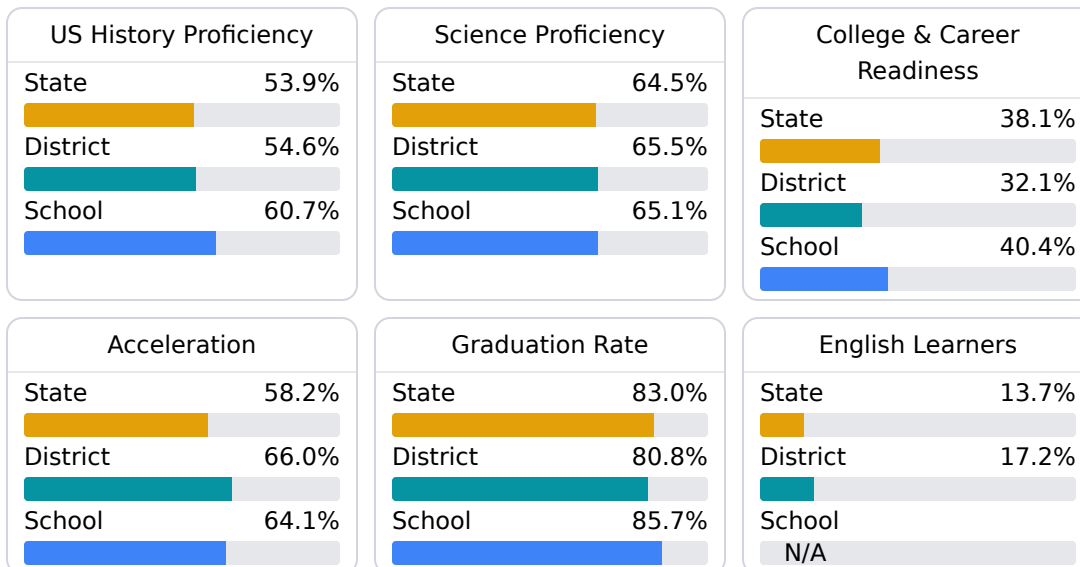 US History Proficiency
State 53.9%
District 54.6%
School 60.7%
Science Proficiency
State 64.5%
District 65.5%
School 65.1%
College & Career
Readiness
State 38.1%
District 32.1%
School 40.4%
Acceleration
State 58.2%
District 66.0%
School 64.1%
Graduation Rate
State 83.0%
District 80.8%
School 85.7%
English Learners
State 13.7%
District 17.2%
School
N/A